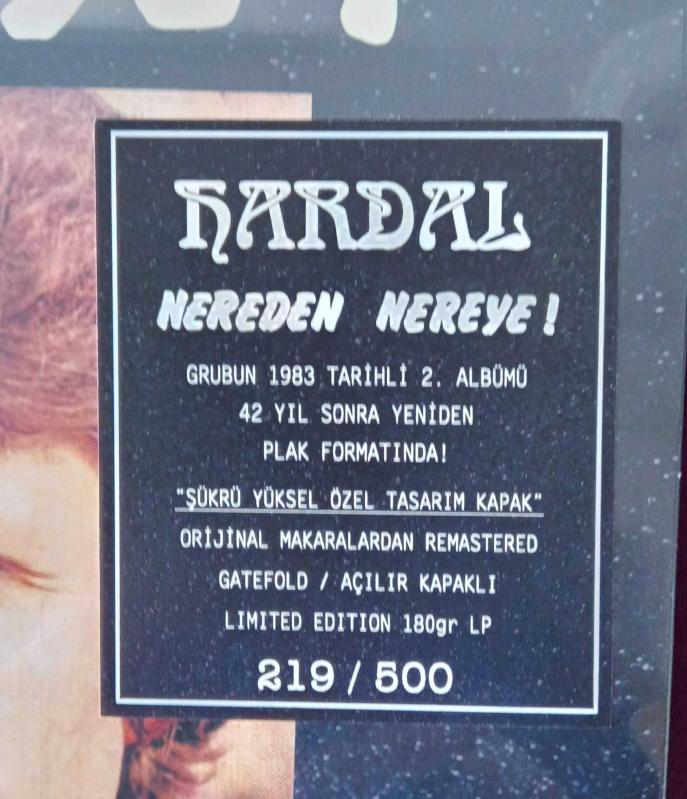 HARDAL
NEREDEN NEREYE!
GRUBUN 1983 TARİHLİ 2. ALBÜMÜ
42 YIL SONRA YENİDEN
PLAK FORMATINDA!
"ŞÜKRÜ YÜKSEL ÖZEL TASARIM KAPAK"
ORİJİNAL MAKARALARDAN REMASTERED
GATEFOLD / AÇILIR KAPAKLI
LIMITED EDITION 180gr LP
219 / 500